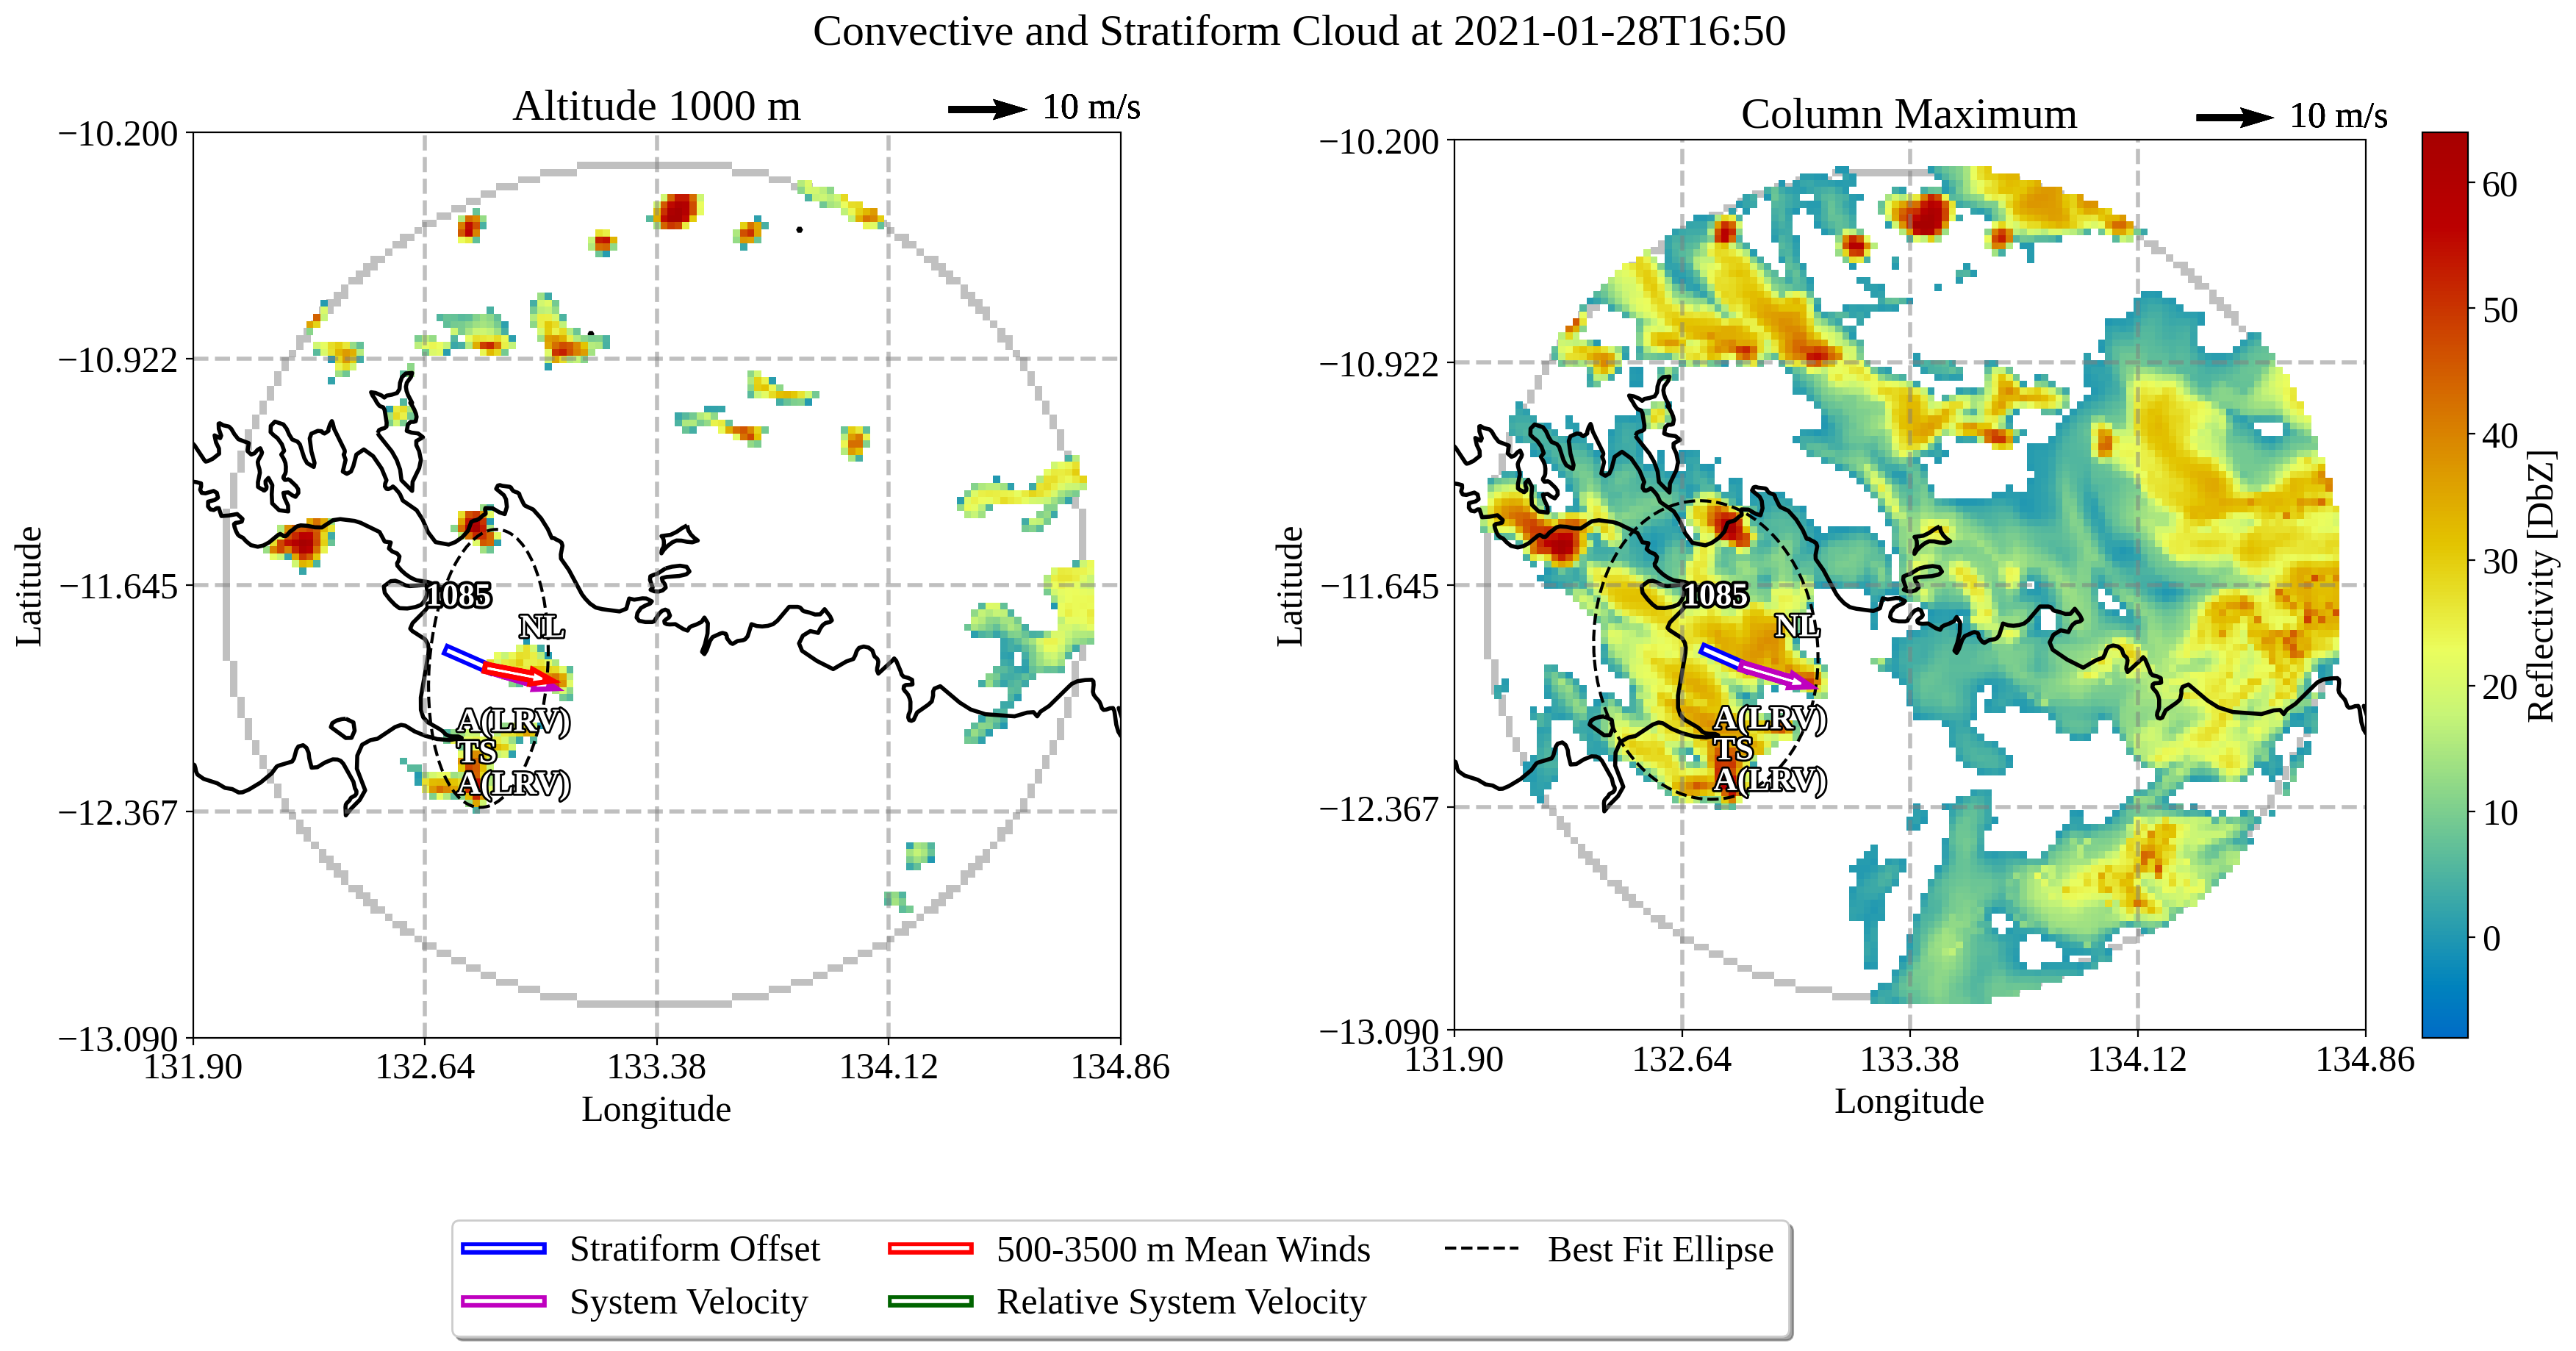 Convective and Stratiform Cloud at 2021-01-28T16:50
Altitude 1000 m
10 m/s
−10.200
−10.922
−11.645
−12.367
−13.090
Latitude
131.90
132.64
133.38
134.12
134.86
Longitude
1085
NL
A(LRV)
TS
A(LRV)
Column Maximum
10 m/s
−10.200
−10.922
−11.645
−12.367
−13.090
Latitude
131.90
132.64
133.38
134.12
134.86
Longitude
1085
NL
A(LRV)
TS
A(LRV)
60
50
40
30
20
10
0
Reflectivity [DbZ]
Stratiform Offset
System Velocity
500-3500 m Mean Winds
Relative System Velocity
Best Fit Ellipse